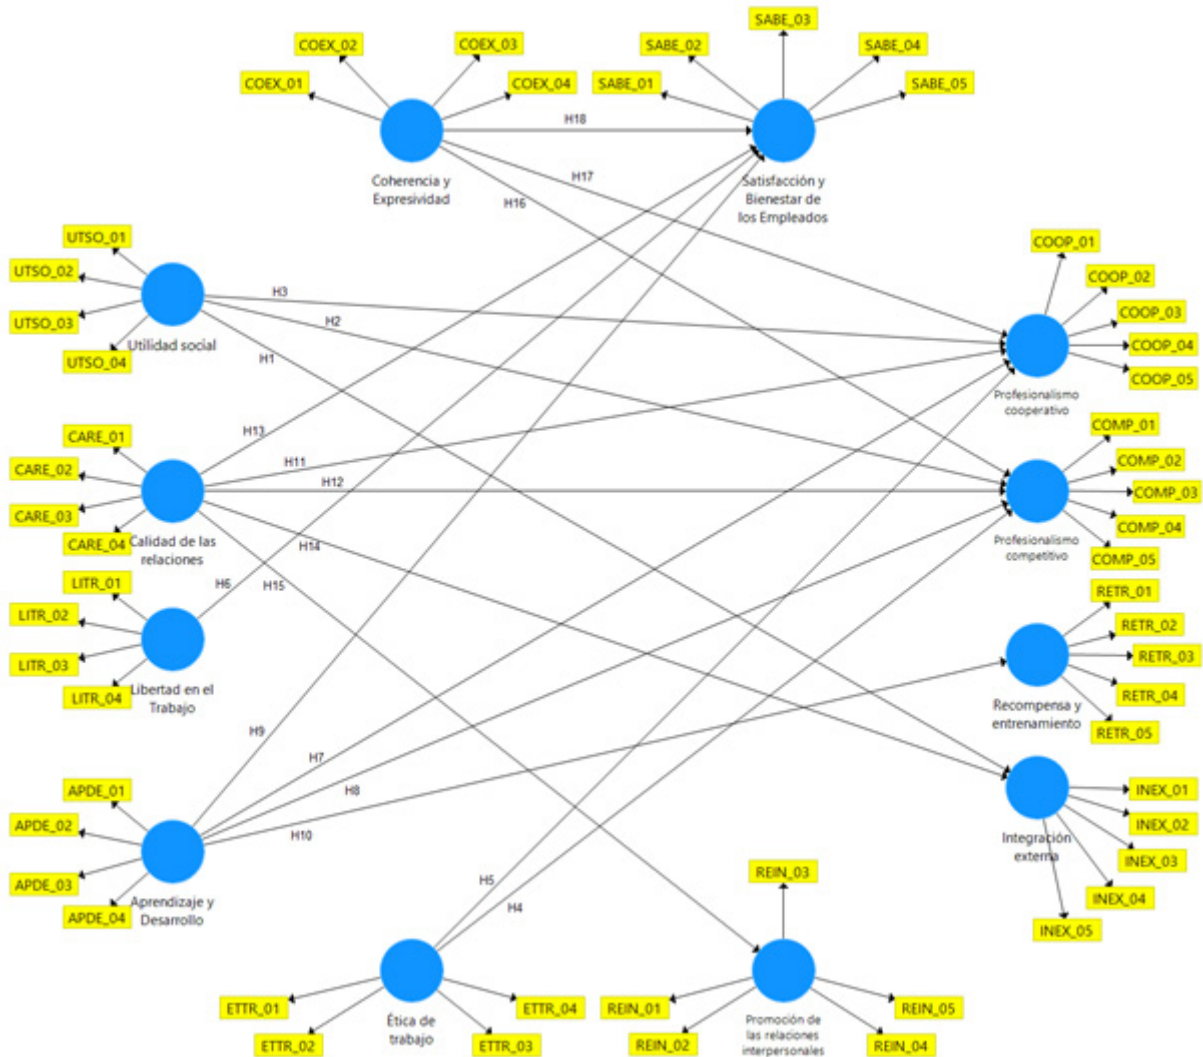 COEX_01
COEX_02
COEX_03
COEX_04
Coherencia y
Expresividad
SABE_01
SABE_02
SABE_03
SABE_04
SABE_05
Satisfacción y
Bienestar de
los Empleados
H18
H17
H16
UTSO_01
UTSO_02
UTSO_03
UTSO_04
Utilidad social
H3
H2
H1
COOP_01
COOP_02
COOP_03
COOP_04
COOP_05
Profesionalismo
cooperativo
CARE_01
CARE_02
CARE_03
CARE_04
Calidad de las
relaciones
H13
H11
H12
H14
H15
COMP_01
COMP_02
COMP_03
COMP_04
COMP_05
Profesionalismo
competitivo
LITR_01
LITR_02
LITR_03
LITR_04
Libertad en el
Trabajo
H6
RETR_01
RETR_02
RETR_03
RETR_04
RETR_05
Recompensa y
entrenamiento
APDE_01
APDE_02
APDE_03
APDE_04
Aprendizaje y
Desarrollo
H9
H7
H8
H10
INEX_01
INEX_02
INEX_03
INEX_04
INEX_05
Integración
externa
H5
H4
ETTR_01
ETTR_02
ETTR_03
ETTR_04
Ética de
trabajo
REIN_01
REIN_02
REIN_03
REIN_04
REIN_05
Promoción de
las relaciones
interpersonales